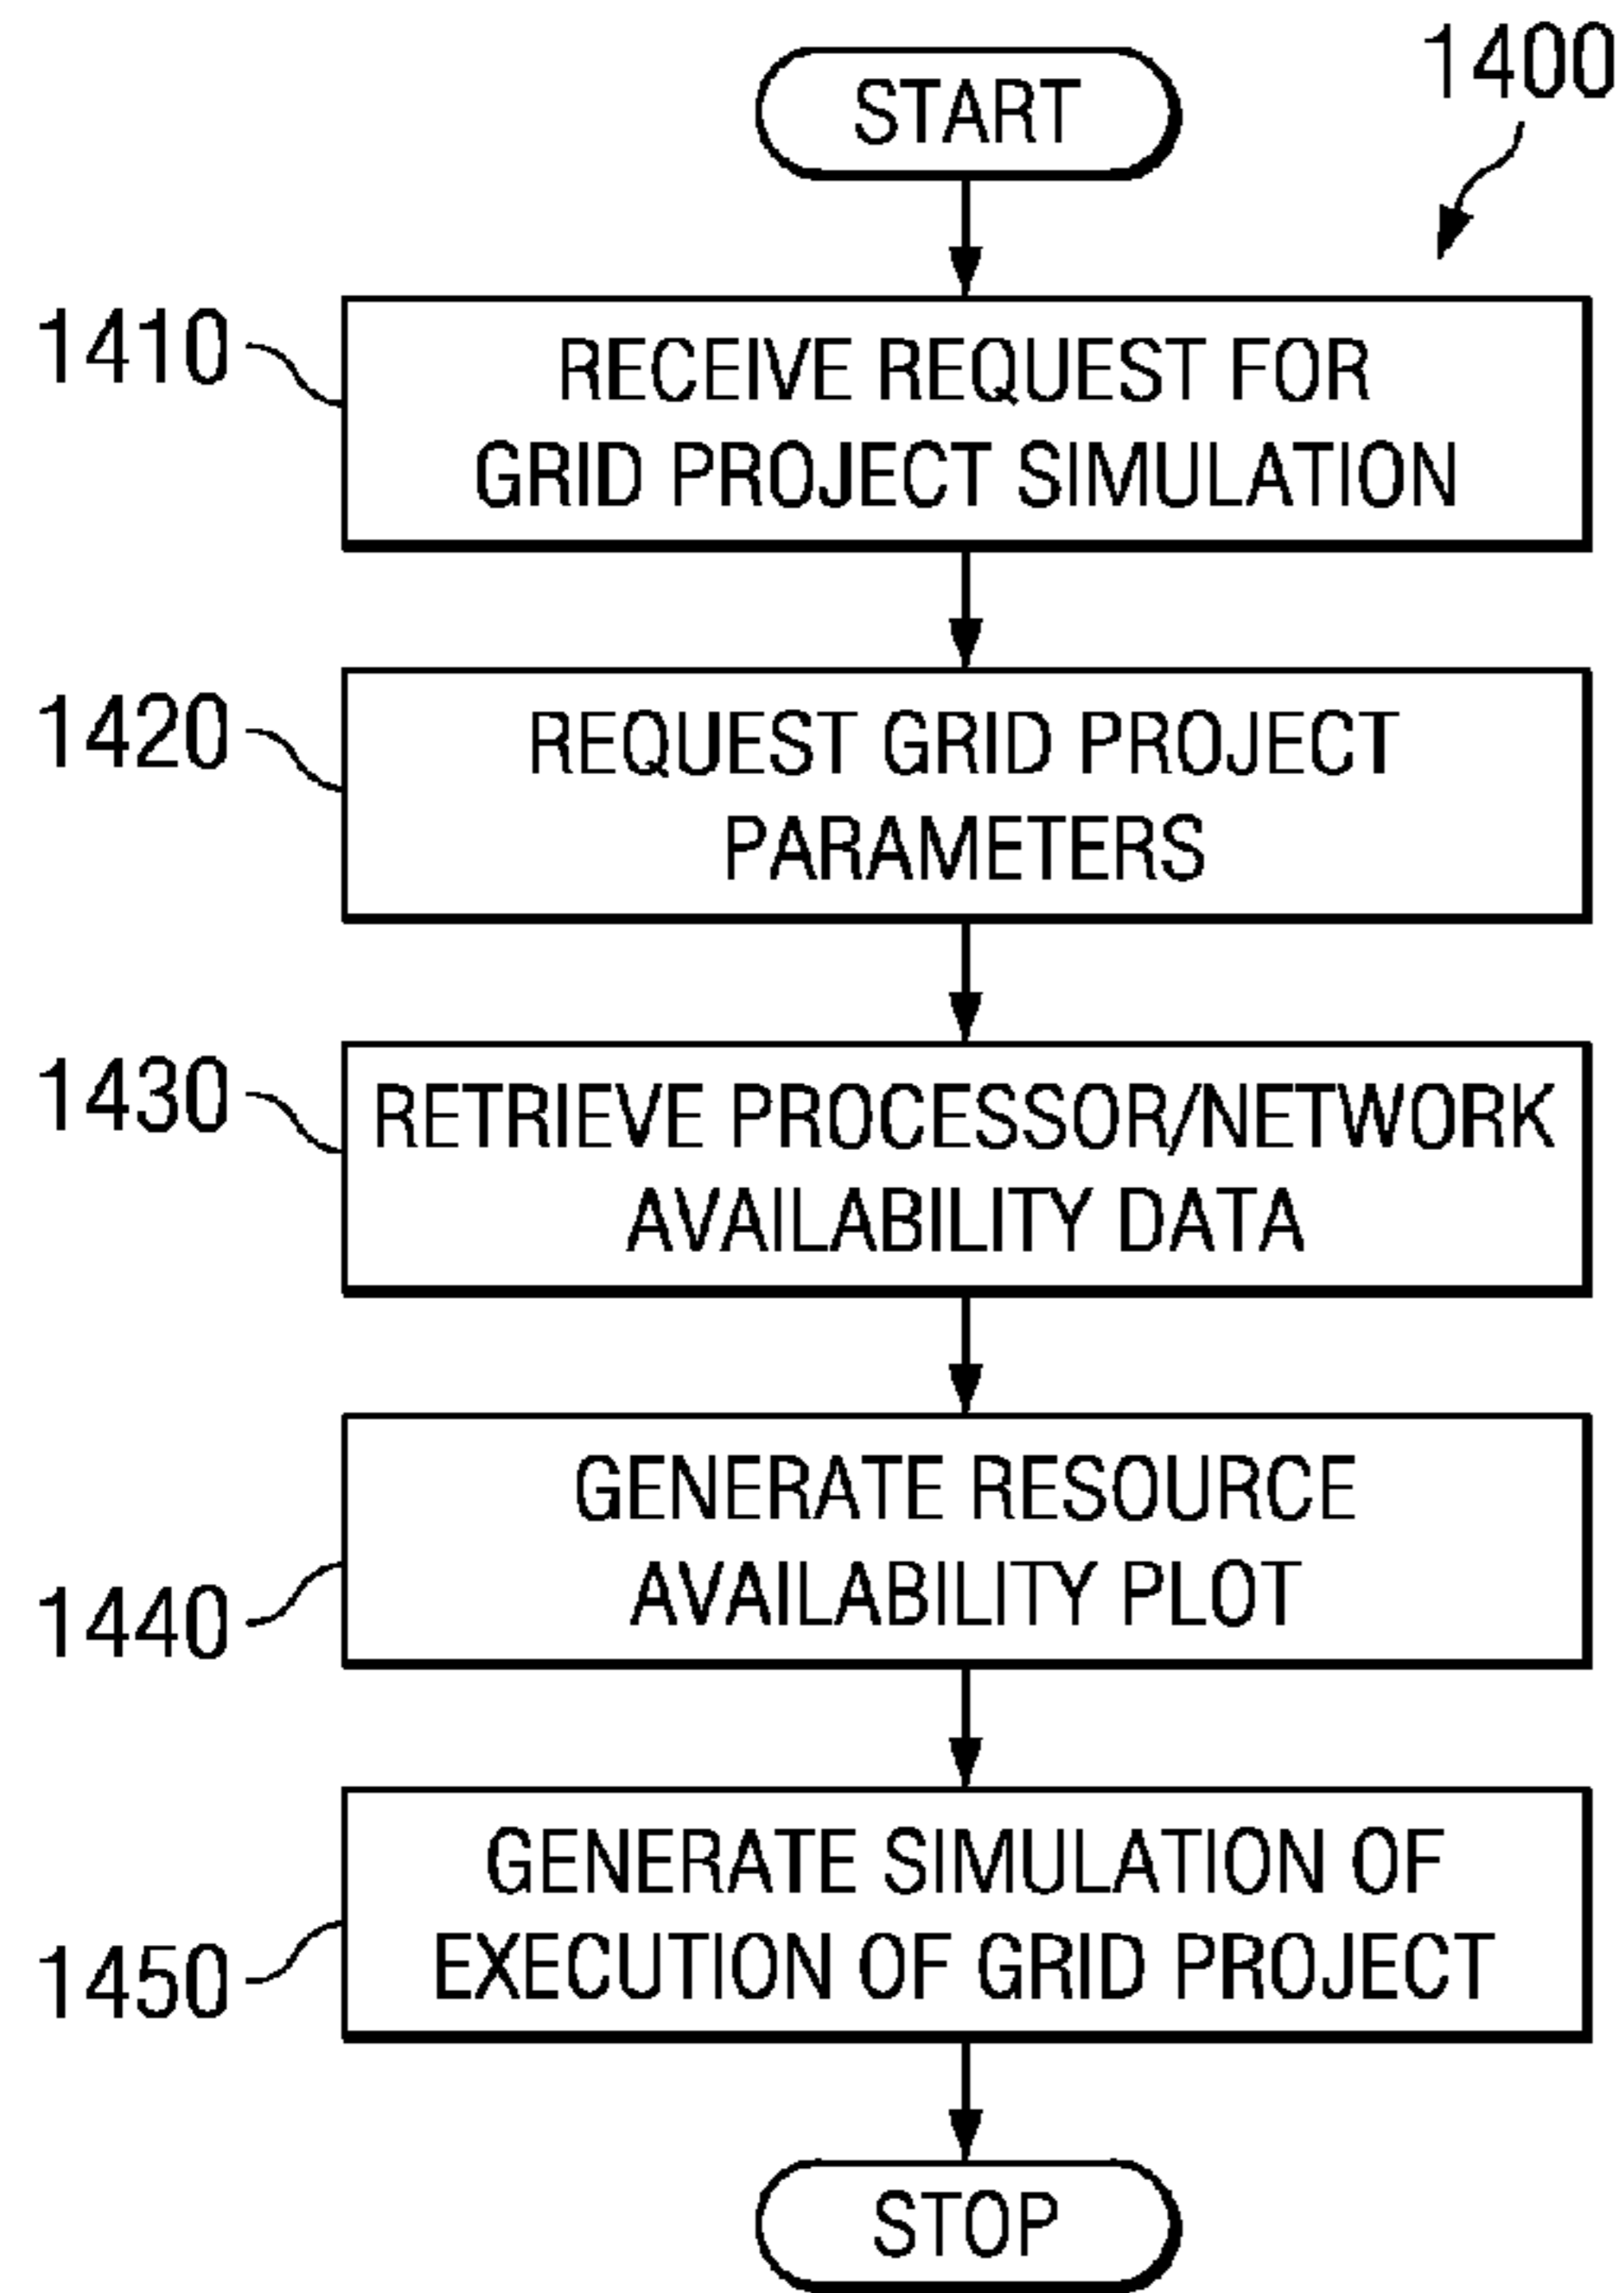 1400
START
1410
RECEIVE REQUEST FOR
GRID PROJECT SIMULATION
1420
REQUEST GRID PROJECT
PARAMETERS
1430
RETRIEVE PROCESSOR/NETWORK
AVAILABILITY DATA
1440
GENERATE RESOURCE
AVAILABILITY PLOT
1450
GENERATE SIMULATION OF
EXECUTION OF GRID PROJECT
STOP